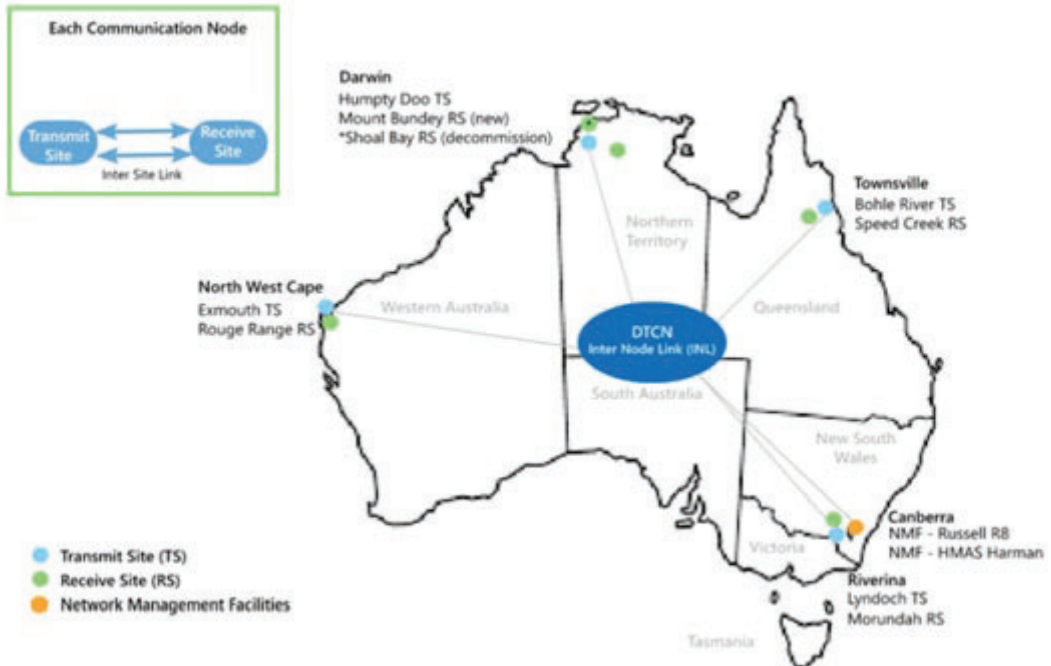 Each Communication Node
Transmit
Site
Receive
Site
Inter Site Link
Darwin
Humpty Doo TS
Mount Bundey RS (new)
*Shoal Bay RS (decommission)
*
Townsville
Bohle River TS
Speed Creek RS
Northern
Territory
North West Cape
Exmouth TS
Rouge Range RS
Western Australia
Queensland
DTCN
Inter Node Link (INL)
South Australia
New South
Wales
Canberra
NMF - Russell R8
NMF - HMAS Harman
Victoria
Riverina
Lyndoch TS
Morundah RS
Transmit Site (TS)
Receive Site (RS)
Network Management Facilities
Tasmania